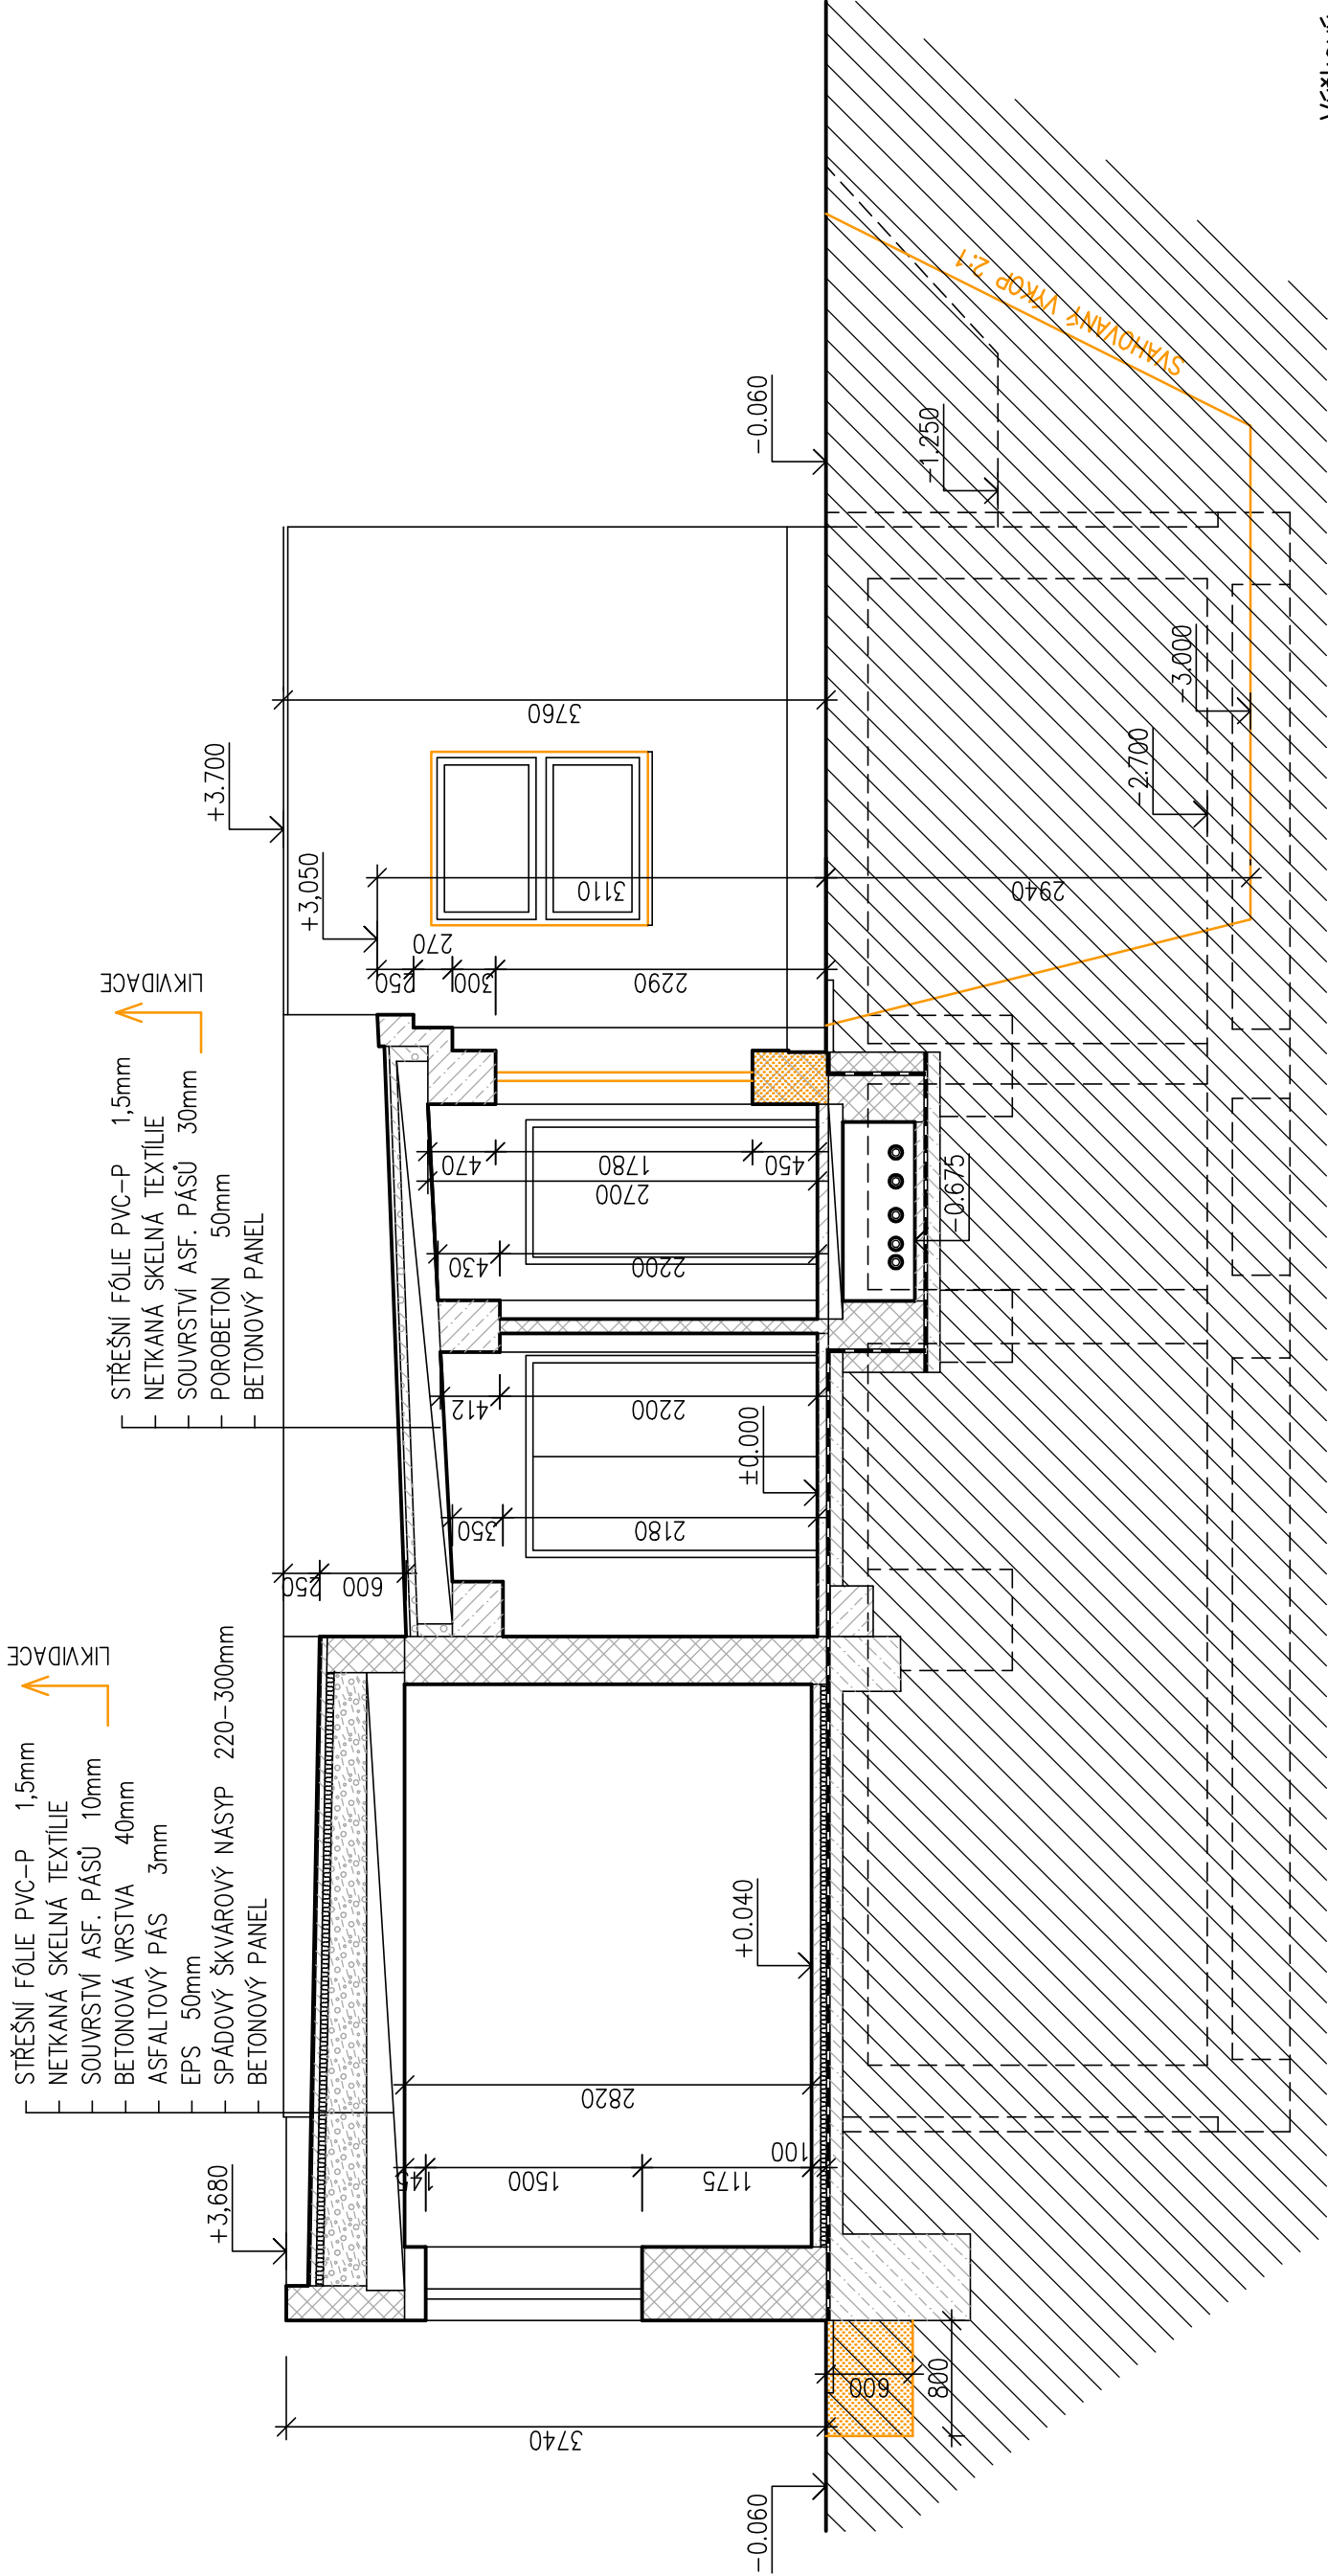 STŘEŠNÍ FÓLIE PVC-P 1,5mm
NETKANÁ SKELNÁ TEXTÍLIE
SOUVRSTVÍ ASF. PÁSŮ 10mm
BETONOVÁ VRSTVA 40mm
ASFALTOVÝ PÁS 3mm
EPS 50mm
SPÁDOVÝ ŠKVÁROVÝ NÁSYP 220-300mm
BETONOVÝ PANEL
LIKVIDACE
STŘEŠNÍ FÓLIE PVC-P 1,5mm
NETKANÁ SKELNÁ TEXTÍLIE
SOUVRSTVÍ ASF. PÁSŮ 30mm
POROBETON 50mm
BETONOVÝ PANEL
LIKVIDACE
+3,680
+3.700
+3,050
250
600
250
270
300
2290
3110
3760
2940
3740
145
1500
1175
100
2820
350
2180
412
2200
430
2200
470
1780
450
2700
+0.040
±0.000
-0.060
-0.060
-0.675
-1.250
-2.700
-3.000
600
800
SVAHOVANÝ VÝKOP 2:1